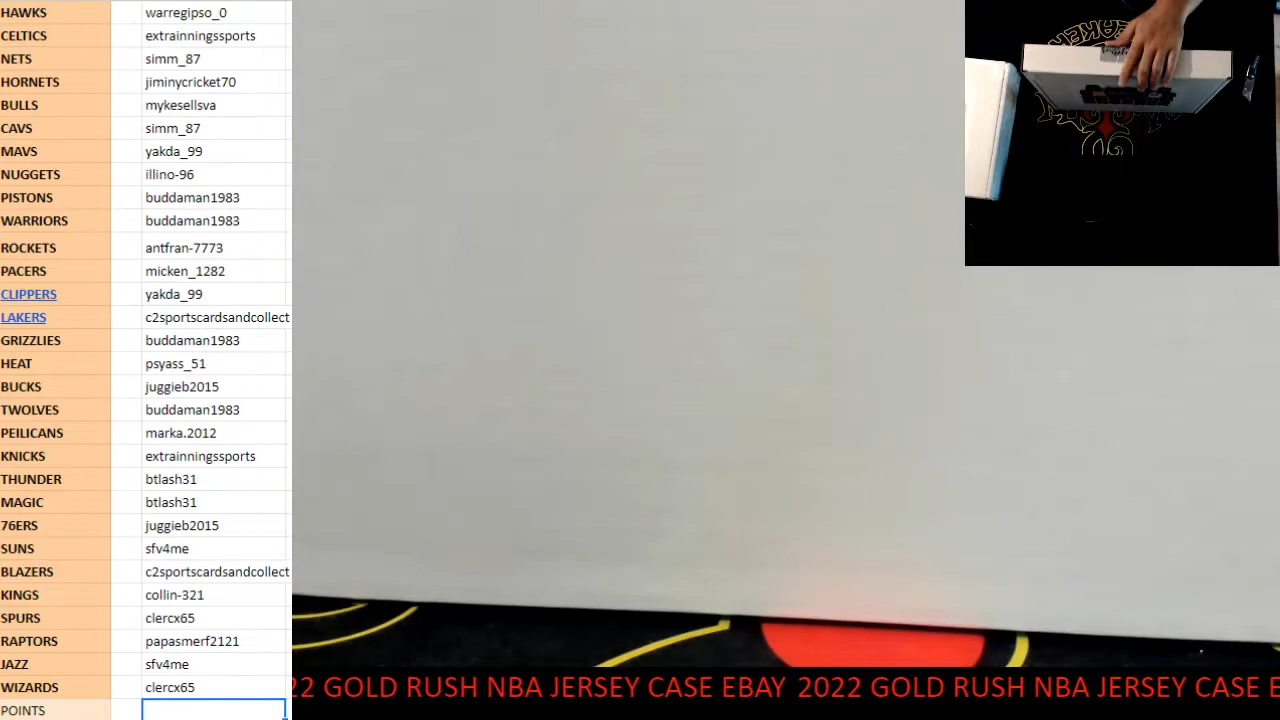 HAWKS warregipso_0
CELTICS extrainningssports
NETS simm_87
HORNETS jiminycricket70
BULLS mykesellsva
CAVS simm_87
MAVS yakda_99
NUGGETS illino-96
PISTONS buddaman1983
WARRIORS buddaman1983
ROCKETS antfran-7773
PACERS micken_1282
CLIPPERS yakda_99
LAKERS c2sportscardsandcollect
GRIZZLIES buddaman1983
HEAT psyass_51
BUCKS juggieb2015
TWOLVES buddaman1983
PEILICANS marka.2012
KNICKS extrainningssports
THUNDER btlash31
MAGIC btlash31
76ERS juggieb2015
SUNS sfv4me
BLAZERS c2sportscardsandcollect
KINGS collin-321
SPURS clercx65
RAPTORS papasmerf2121
JAZZ sfv4me
WIZARDS clercx65
POINTS
22 GOLD RUSH NBA JERSEY CASE EBAY 2022 GOLD RUSH NBA JERSEY CASE E